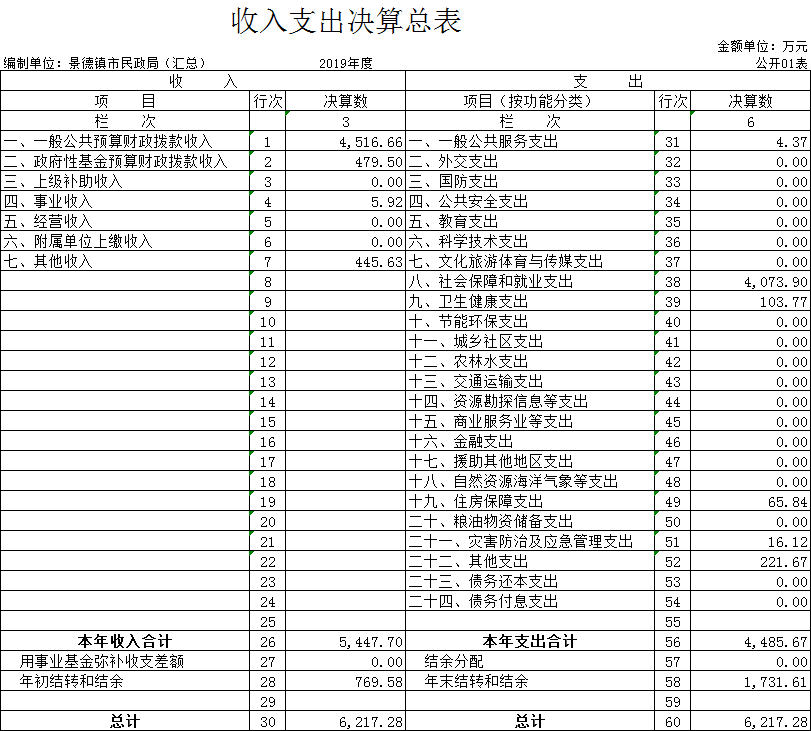 收入支出决算总表
金额单位：万元
编制单位：景德镇市民政局（汇总） 2019年度 公开01表
收 入 支 出
项 目 行次 决算数 项目（按功能分类） 行次 决算数
栏 次 3 栏 次 6
一、一般公共预算财政拨款收入 1 4,516.66 一、一般公共服务支出 31 4.37
二、政府性基金预算财政拨款收入 2 479.50 二、外交支出 32 0.00
三、上级补助收入 3 0.00 三、国防支出 33 0.00
四、事业收入 4 5.92 四、公共安全支出 34 0.00
五、经营收入 5 0.00 五、教育支出 35 0.00
六、附属单位上缴收入 6 0.00 六、科学技术支出 36 0.00
七、其他收入 7 445.63 七、文化旅游体育与传媒支出 37 0.00
8 八、社会保障和就业支出 38 4,073.90
9 九、卫生健康支出 39 103.77
10 十、节能环保支出 40 0.00
11 十一、城乡社区支出 41 0.00
12 十二、农林水支出 42 0.00
13 十三、交通运输支出 43 0.00
14 十四、资源勘探信息等支出 44 0.00
15 十五、商业服务业等支出 45 0.00
16 十六、金融支出 46 0.00
17 十七、援助其他地区支出 47 0.00
18 十八、自然资源海洋气象等支出 48 0.00
19 十九、住房保障支出 49 65.84
20 二十、粮油物资储备支出 50 0.00
21 二十一、灾害防治及应急管理支出 51 16.12
22 二十二、其他支出 52 221.67
23 二十三、债务还本支出 53 0.00
24 二十四、债务付息支出 54 0.00
25 55
本年收入合计 26 5,447.70 本年支出合计 56 4,485.67
用事业基金弥补收支差额 27 0.00 结余分配 57 0.00
年初结转和结余 28 769.58 年末结转和结余 58 1,731.61
29 59
总计 30 6,217.28 总计 60 6,217.28